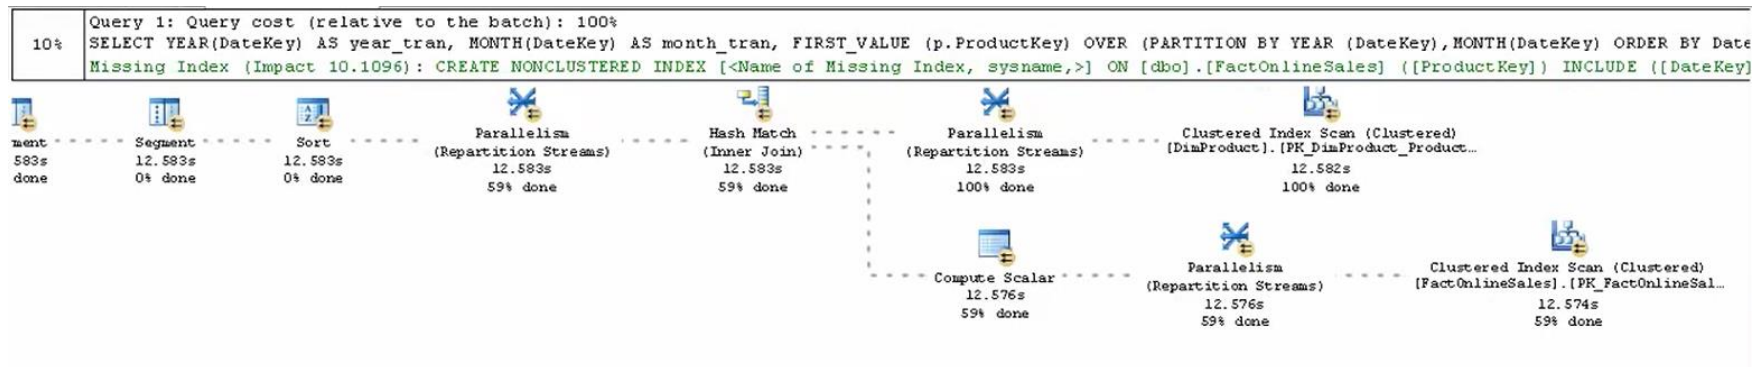 10%
Query 1: Query cost (relative to the batch): 100%
SELECT YEAR(DateKey) AS year_tran, MONTH(DateKey) AS month_tran, FIRST_VALUE (p.ProductKey) OVER (PARTITION BY YEAR (DateKey),MONTH(DateKey) ORDER BY Date
Missing Index (Impact 10.1096): CREATE NONCLUSTERED INDEX [<Name of Missing Index, sysname,>] ON [dbo].[FactOnlineSales] ([ProductKey]) INCLUDE ([DateKey]
ment
583s
done
Segment
12.583s
0% done
Sort
12.583s
0% done
Parallelism
(Repartition Streams)
12.583s
59% done
Hash Match
(Inner Join)
12.583s
59% done
Parallelism
(Repartition Streams)
12.583s
100% done
Clustered Index Scan (Clustered)
[DimProduct].[PK_DimProduct_Product…
12.582s
100% done
Compute Scalar
12.576s
59% done
Parallelism
(Repartition Streams)
12.576s
59% done
Clustered Index Scan (Clustered)
[FactOnlineSales].[PK_FactOnlineSal…
12.574s
59% done